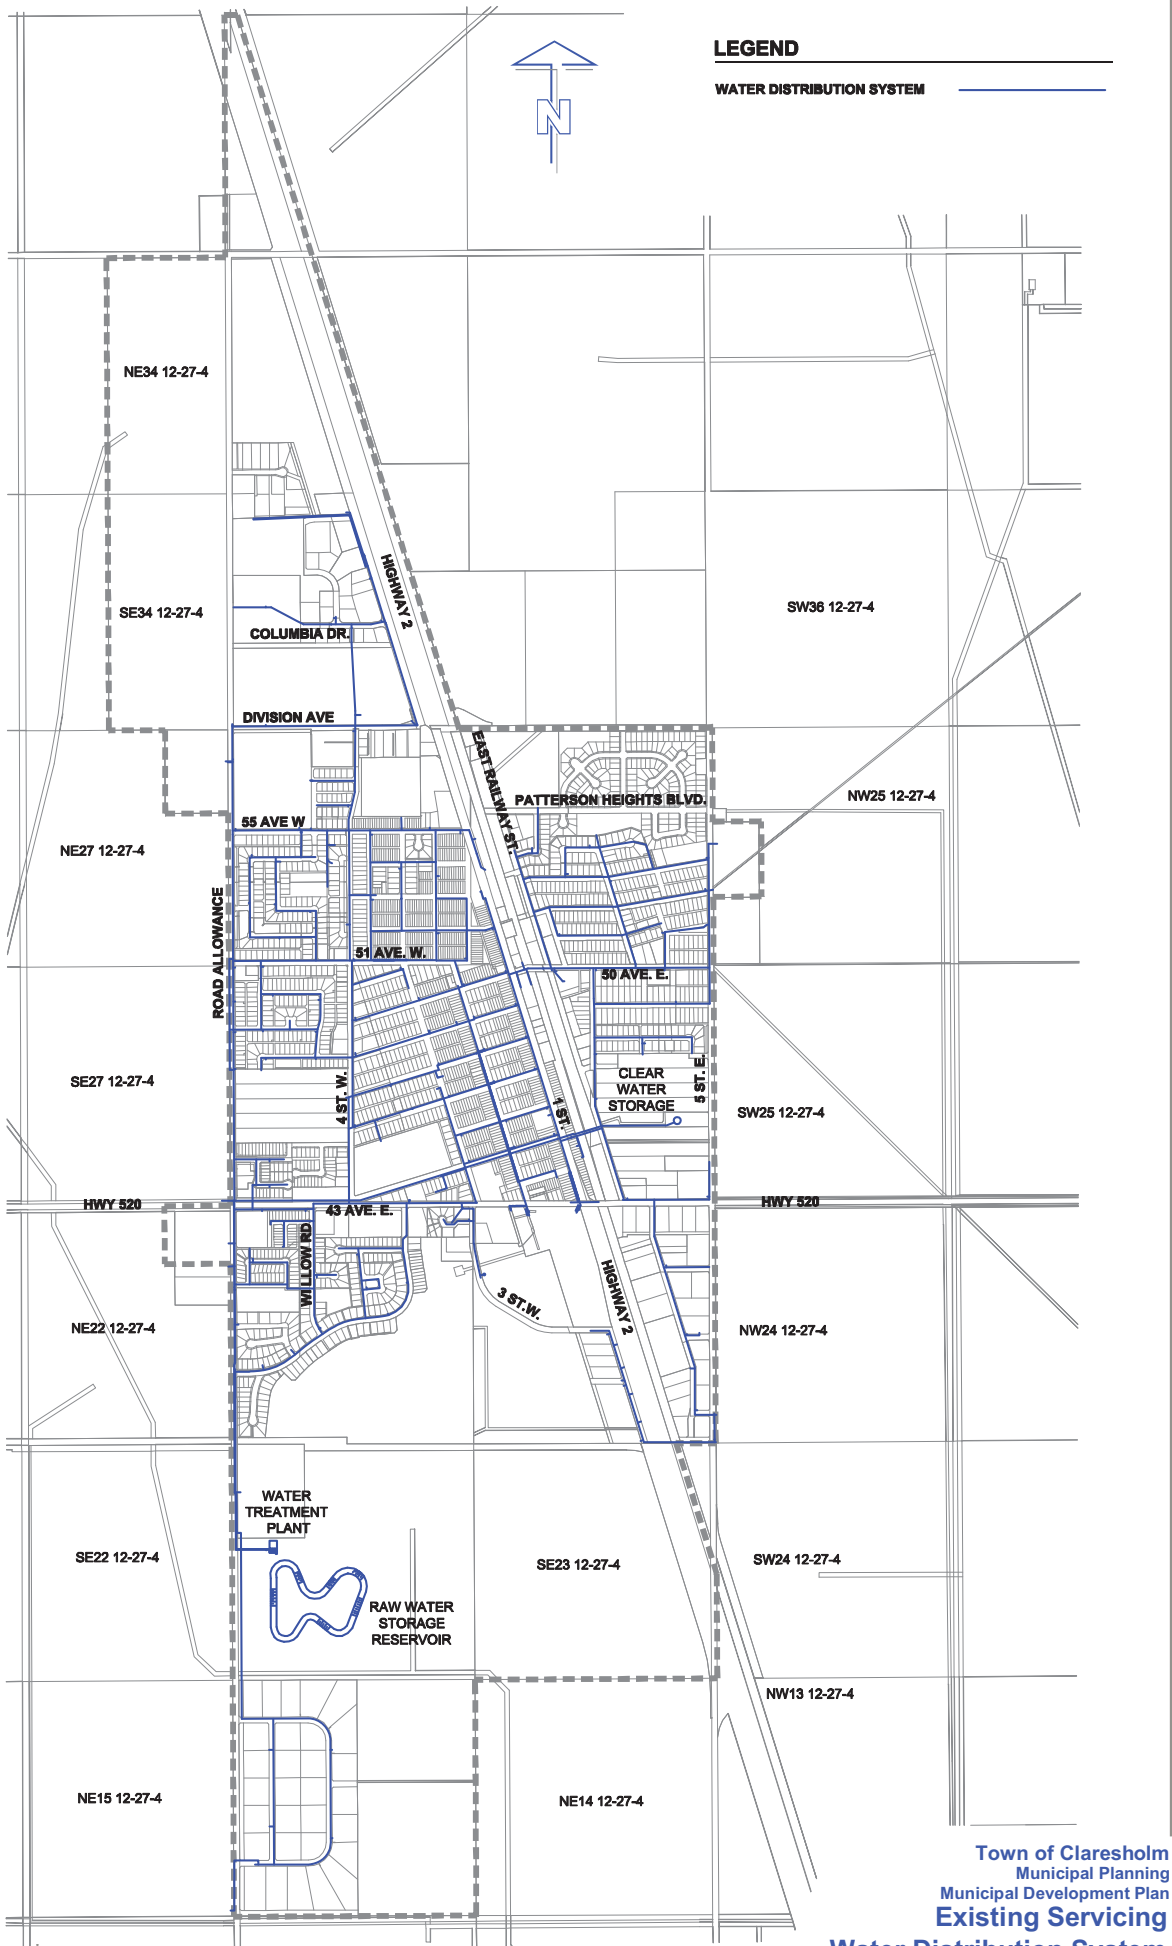 LEGEND
WATER DISTRIBUTION SYSTEM
N
NE34 12-27-4
HIGHWAY 2
SE34 12-27-4
SW36 12-27-4
COLUMBIA DR.
DIVISION AVE
EAST RAILWAY ST.
PATTERSON HEIGHTS BLVD.
NW25 12-27-4
55 AVE W
NE27 12-27-4
ROAD ALLOWANCE
51 AVE. W.
50 AVE. E.
SE27 12-27-4
4 ST. W.
1 ST.
CLEAR
WATER
STORAGE
5 ST. E.
SW25 12-27-4
HWY 520
43 AVE. E.
HWY 520
WILLOW RD
3 ST.W.
HIGHWAY 2
NE22 12-27-4
NW24 12-27-4
WATER
TREATMENT
PLANT
SE22 12-27-4
SE23 12-27-4
SW24 12-27-4
RAW WATER
STORAGE
RESERVOIR
NW13 12-27-4
NE15 12-27-4
NE14 12-27-4
Town of Claresholm
Municipal Planning
Municipal Development Plan
Existing Servicing
Water Distribution System